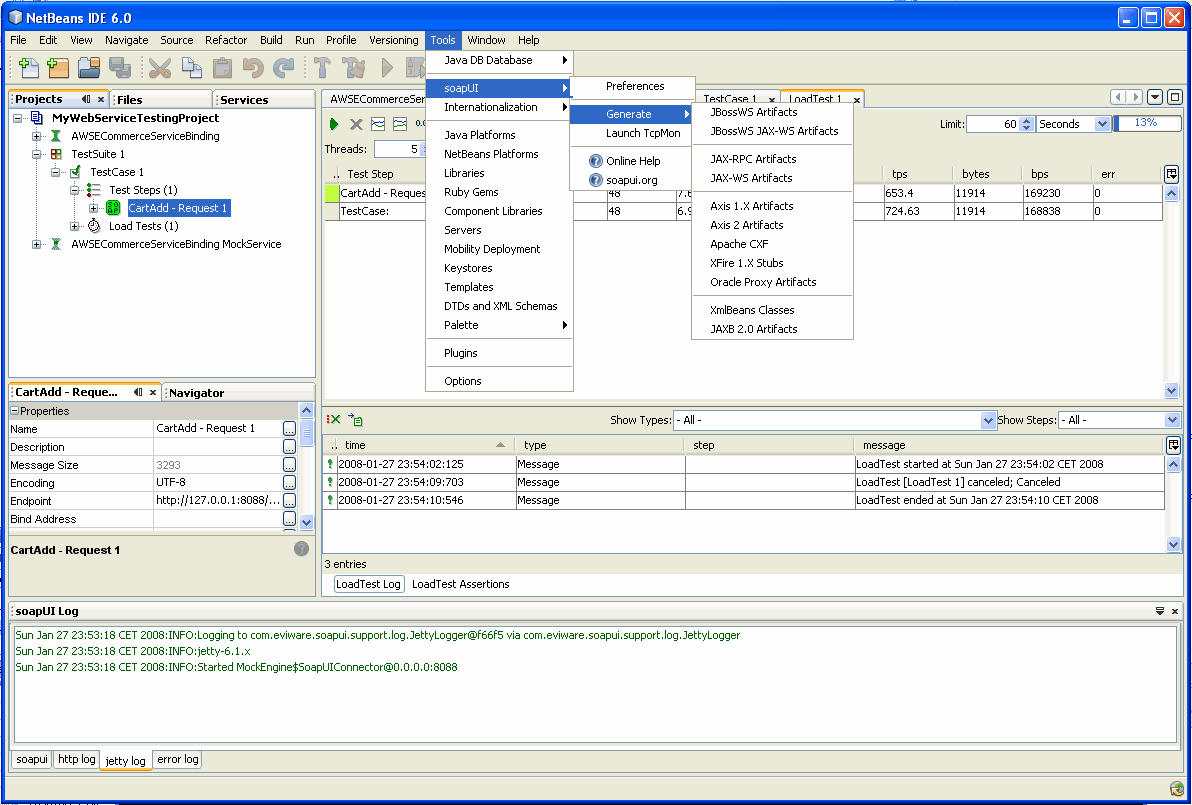 NetBeans IDE 6.0
File Edit View Navigate Source Refactor Build Run Profile Versioning Tools Window Help
Projects
Files
Services
MyWebServiceTestingProject
AWSECommerceServiceBinding
TestSuite 1
TestCase 1
Test Steps (1)
CartAdd - Request 1
Load Tests (1)
AWSECommerceServiceBinding MockService
Java DB Database
soapUI
Internationalization
Java Platforms
NetBeans Platforms
Libraries
Ruby Gems
Component Libraries
Servers
Mobility Deployment
Keystores
Templates
DTDs and XML Schemas
Palette
Plugins
Options
Preferences
Generate
Launch TcpMon
Online Help
soapui.org
JBossWS Artifacts
JBossWS JAX-WS Artifacts
JAX-RPC Artifacts
JAX-WS Artifacts
Axis 1.X Artifacts
Axis 2 Artifacts
Apache CXF
XFire 1.X Stubs
Oracle Proxy Artifacts
XmlBeans Classes
JAXB 2.0 Artifacts
AWSECommerceSer
TestCase 1
LoadTest 1
0.0
Limit: 60 Seconds 13%
Threads: 5
.. Test Step tps bytes bps err
CartAdd - Reques 48 7.6 653.4 11914 169230 0
TestCase: 48 6.9 724.63 11914 168838 0
Show Types: - All - Show Steps: - All -
.. time type step message
2008-01-27 23:54:02:125 Message LoadTest started at Sun Jan 27 23:54:02 CET 2008
2008-01-27 23:54:09:703 Message LoadTest [LoadTest 1] canceled; Canceled
2008-01-27 23:54:10:546 Message LoadTest ended at Sun Jan 27 23:54:10 CET 2008
3 entries
LoadTest Log LoadTest Assertions
CartAdd - Reque...
Navigator
Properties
Name CartAdd - Request 1 ...
Description ...
Message Size 3293 ...
Encoding UTF-8 ...
Endpoint http://127.0.0.1:8088/... ...
Bind Address ...
CartAdd - Request 1
soapUI Log
Sun Jan 27 23:53:18 CET 2008:INFO:Logging to com.eviware.soapui.support.log.JettyLogger@f66f5 via com.eviware.soapui.support.log.JettyLogger
Sun Jan 27 23:53:18 CET 2008:INFO:jetty-6.1.x
Sun Jan 27 23:53:18 CET 2008:INFO:Started MockEngine$SoapUIConnector@0.0.0.0:8088
soapui http log jetty log error log